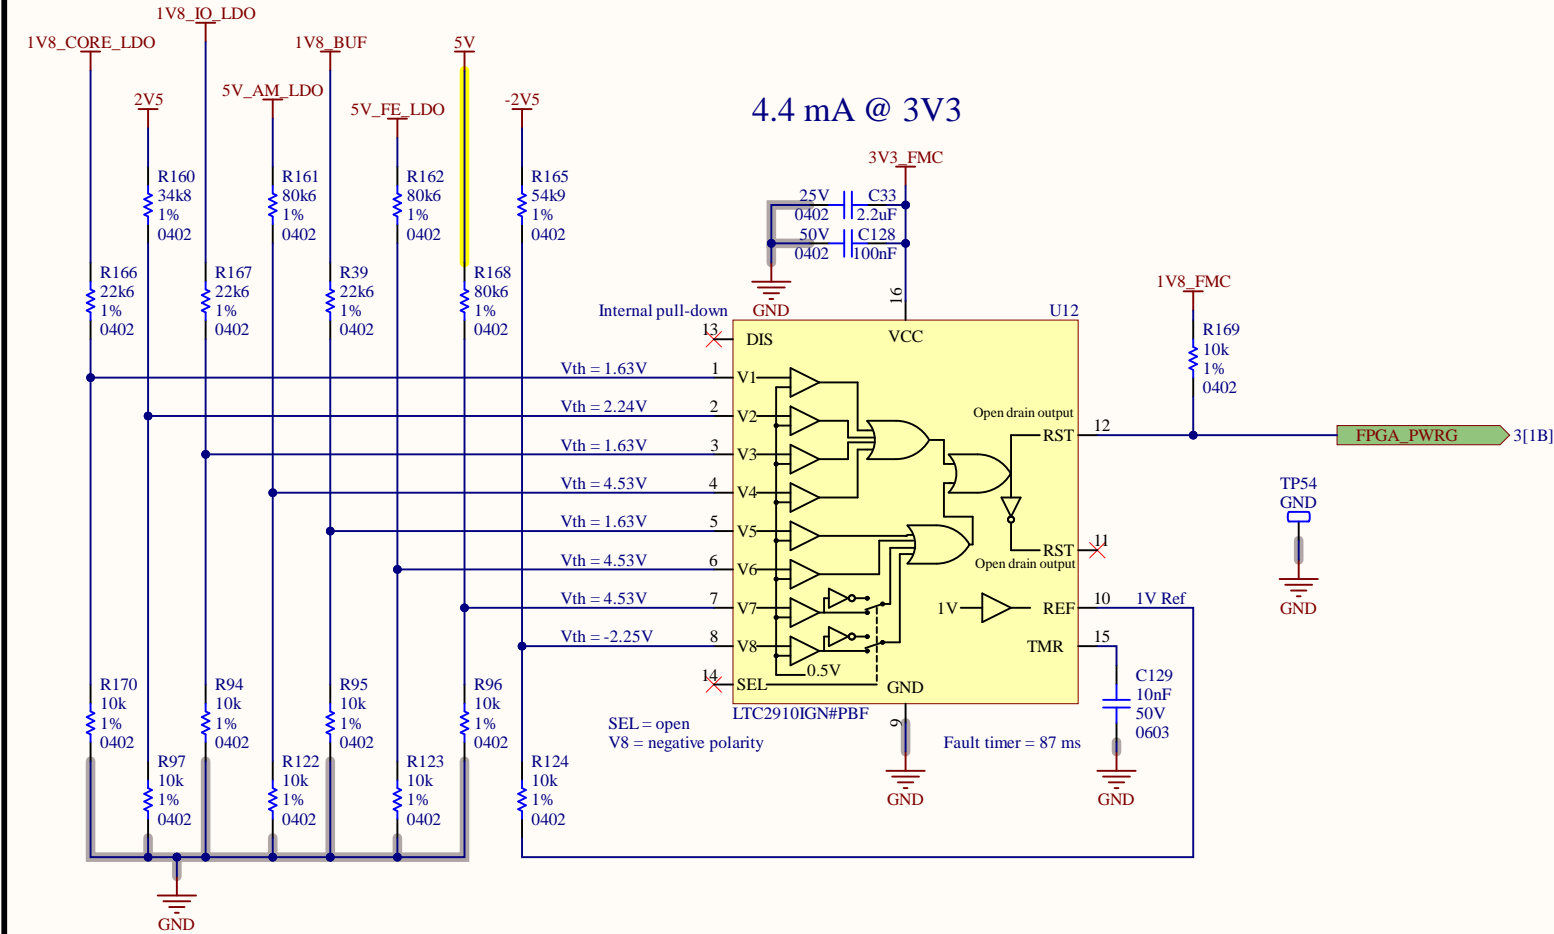 1V8_IO_LDO
1V8_CORE_LDO
1V8_BUF
5V
2V5
5V_AM_LDO
5V_FE_LDO
-2V5
4.4 mA @ 3V3
3V3_FMC
R160
34k8
1%
0402
R161
80k6
1%
0402
R162
80k6
1%
0402
R165
54k9
1%
0402
25V
0402
C33
2.2uF
50V
0402
C128
100nF
GND
R166
22k6
1%
0402
R167
22k6
1%
0402
R39
22k6
1%
0402
R168
80k6
1%
0402
1V8_FMC
R169
10k
1%
0402
Internal pull-down
U12
16
VCC
13
DIS
Vth = 1.63V
1
V1
Vth = 2.24V
2
V2
Vth = 1.63V
3
V3
Vth = 4.53V
4
V4
Vth = 1.63V
5
V5
Vth = 4.53V
6
V6
Vth = 4.53V
7
V7
Vth = -2.25V
8
V8
0.5V
14
SEL
GND
9
Open drain output
RST
12
FPGA_PWRG
3[1B]
RST
11
Open drain output
1V
REF
10
1V Ref
TMR
15
TP54
GND
GND
LTC2910IGN#PBF
SEL = open
V8 = negative polarity
Fault timer = 87 ms
C129
10nF
50V
0603
GND
GND
R170
10k
1%
0402
R94
10k
1%
0402
R95
10k
1%
0402
R96
10k
1%
0402
R97
10k
1%
0402
R122
10k
1%
0402
R123
10k
1%
0402
R124
10k
1%
0402
GND